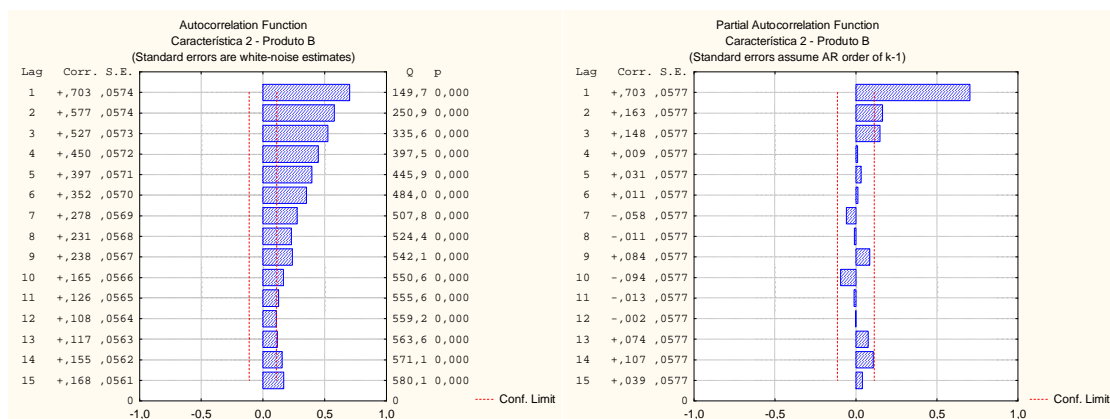 Autocorrelation Function
Característica 2 - Produto B
(Standard errors are white-noise estimates)
Lag Corr. S.E. Q p
1 +,703 ,0574 149,7 0,000
2 +,577 ,0574 250,9 0,000
3 +,527 ,0573 335,6 0,000
4 +,450 ,0572 397,5 0,000
5 +,397 ,0571 445,9 0,000
6 +,352 ,0570 484,0 0,000
7 +,278 ,0569 507,8 0,000
8 +,231 ,0568 524,4 0,000
9 +,238 ,0567 542,1 0,000
10 +,165 ,0566 550,6 0,000
11 +,126 ,0565 555,6 0,000
12 +,108 ,0564 559,2 0,000
13 +,117 ,0563 563,6 0,000
14 +,155 ,0562 571,1 0,000
15 +,168 ,0561 580,1 0,000
0 0
-1,0 -0,5 0,0 0,5 1,0
Conf. Limit
Partial Autocorrelation Function
Característica 2 - Produto B
(Standard errors assume AR order of k-1)
Lag Corr. S.E.
1 +,703 ,0577
2 +,163 ,0577
3 +,148 ,0577
4 +,009 ,0577
5 +,031 ,0577
6 +,011 ,0577
7 -,058 ,0577
8 -,011 ,0577
9 +,084 ,0577
10 -,094 ,0577
11 -,013 ,0577
12 -,002 ,0577
13 +,074 ,0577
14 +,107 ,0577
15 +,039 ,0577
0 0
-1,0 -0,5 0,0 0,5 1,0
Conf. Limit